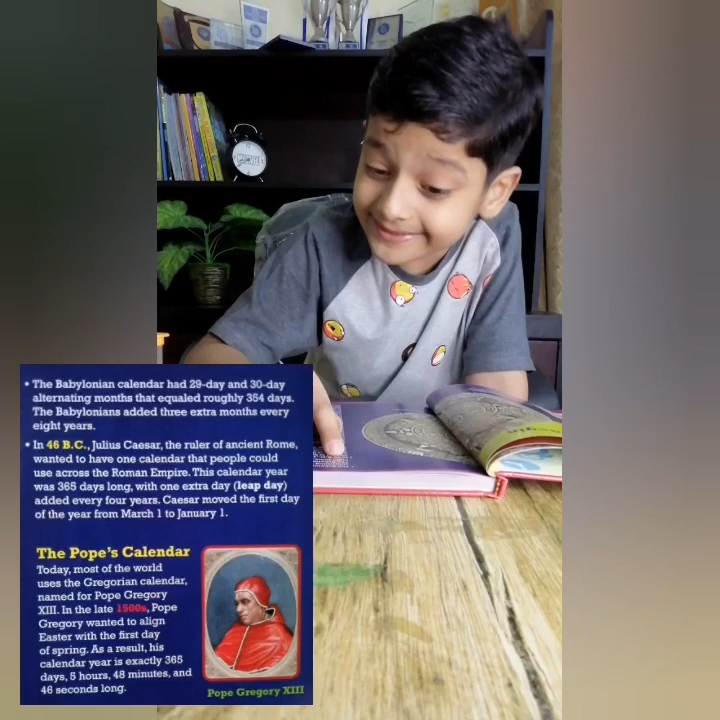 • The Babylonian calendar had 29-day and 30-day
alternating months that equaled roughly 354 days.
The Babylonians added three extra months every
eight years.
• In 46 B.C., Julius Caesar, the ruler of ancient Rome,
wanted to have one calendar that people could
use across the Roman Empire. This calendar year
was 365 days long, with one extra day (leap day)
added every four years. Caesar moved the first day
of the year from March 1 to January 1.
The Pope's Calendar
Today, most of the world
uses the Gregorian calendar,
named for Pope Gregory
XIII. In the late 1500s, Pope
Gregory wanted to align
Easter with the first day
of spring. As a result, his
calendar year is exactly 365
days, 5 hours, 48 minutes, and
46 seconds long.
Pope Gregory XIII